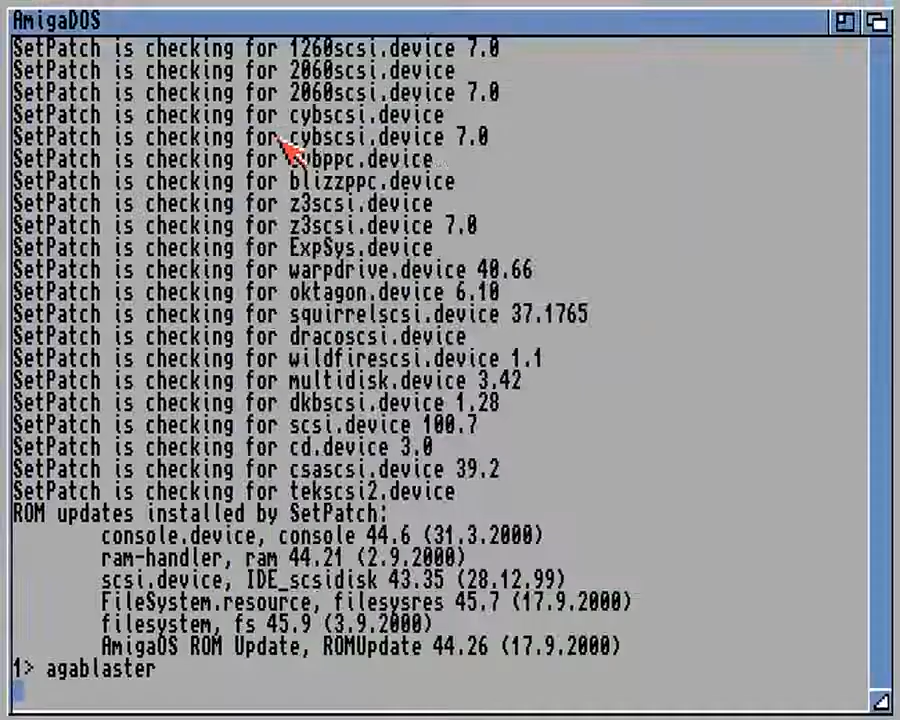 AmigaDOS
SetPatch is checking for 1260scsi.device 7.0
SetPatch is checking for 2060scsi.device
SetPatch is checking for 2060scsi.device 7.0
SetPatch is checking for cybscsi.device
SetPatch is checking for cybscsi.device 7.0
SetPatch is checking for cybppc.device
SetPatch is checking for blizzppc.device
SetPatch is checking for z3scsi.device
SetPatch is checking for z3scsi.device 7.0
SetPatch is checking for ExpSys.device
SetPatch is checking for warpdrive.device 40.66
SetPatch is checking for oktagon.device 6.10
SetPatch is checking for squirrelscsi.device 37.1765
SetPatch is checking for dracoscsi.device
SetPatch is checking for wildfirescsi.device 1.1
SetPatch is checking for multidisk.device 3.42
SetPatch is checking for dkbscsi.device 1.28
SetPatch is checking for scsi.device 100.7
SetPatch is checking for cd.device 3.0
SetPatch is checking for csascsi.device 39.2
SetPatch is checking for tekscsi2.device
ROM updates installed by SetPatch:
console.device, console 44.6 (31.3.2000)
ram-handler, ram 44.21 (2.9.2000)
scsi.device, IDE_scsidisk 43.35 (28.12.99)
FileSystem.resource, filesysres 45.7 (17.9.2000)
filesystem, fs 45.9 (3.9.2000)
AmigaOS ROM Update, ROMUpdate 44.26 (17.9.2000)
1> agablaster